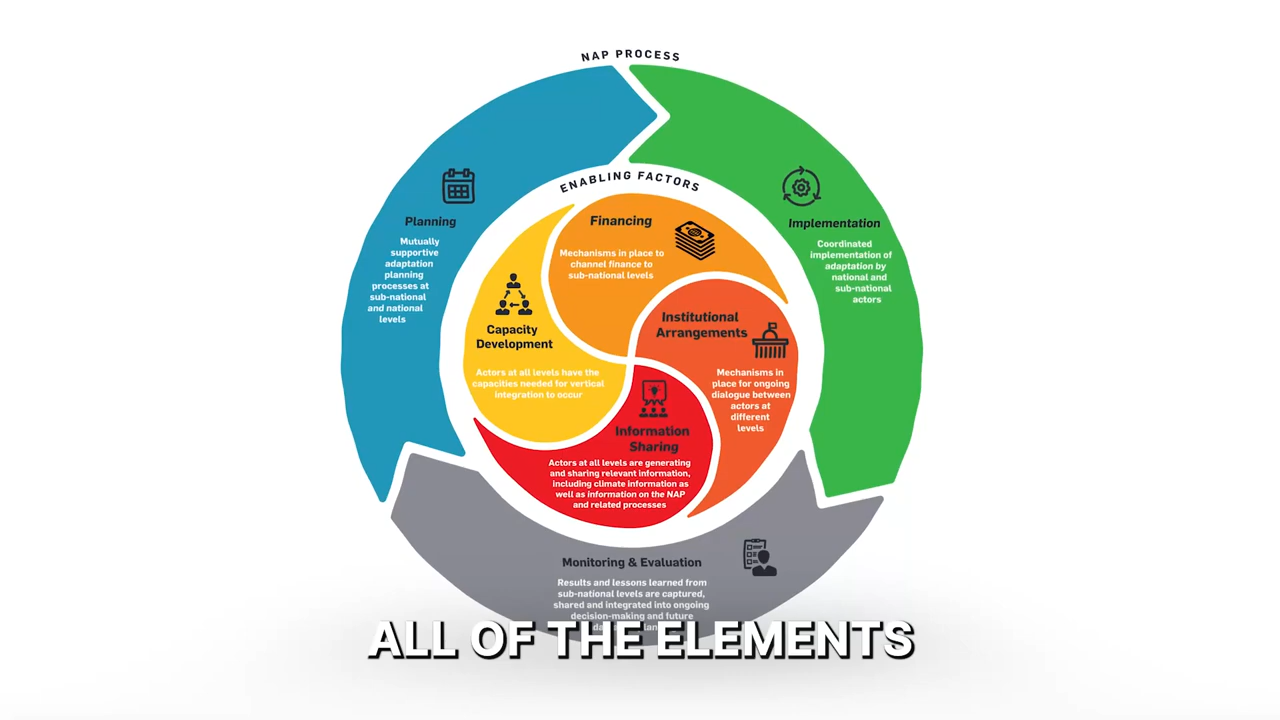 NAP PROCESS
ENABLING FACTORS
Planning
Mutually
supportive
adaptation
planning
processes at
sub-national
and national
levels
Financing
Mechanisms in place to
channel finance to
sub-national levels
Implementation
Coordinated
implementation of
adaptation by
national and
sub-national
actors
Capacity
Development
Actors at all levels have the
capacities needed for vertical
integration to occur
Institutional
Arrangements
Mechanisms in
place for ongoing
dialogue between
actors at
different
levels
Information
Sharing
Actors at all levels are generating
and sharing relevant information,
including climate information as
well as information on the NAP
and related processes
Monitoring & Evaluation
Results and lessons learned from
sub-national levels are captured,
shared and integrated into ongoing
decision-making and future
ALL OF THE ELEMENTS